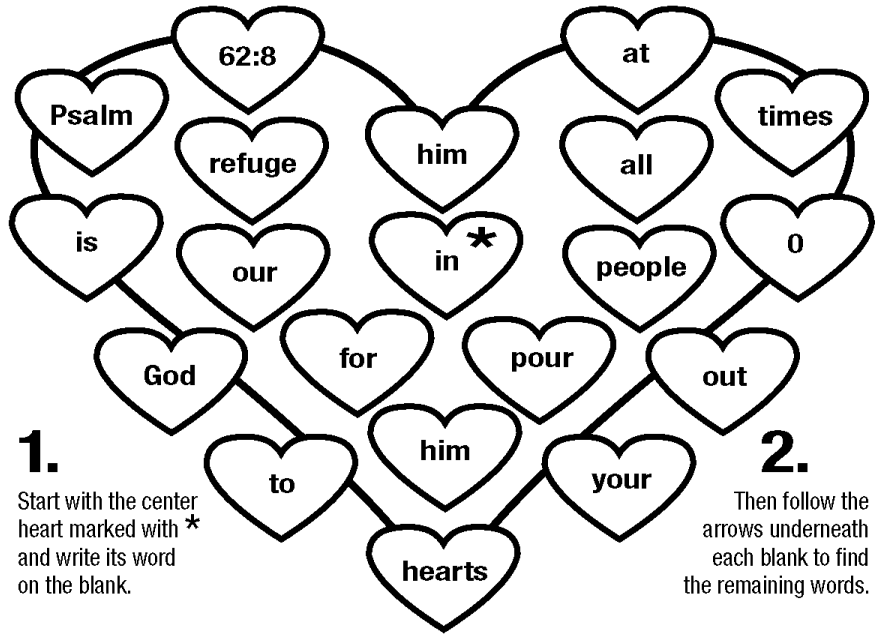 62:8
at
Psalm
times
refuge
him
all
is
our
in *
people
0
God
for
pour
out
to
him
your
hearts
1.
Start with the center
heart marked with *
and write its word
on the blank.
2.
Then follow the
arrows underneath
each blank to find
the remaining words.